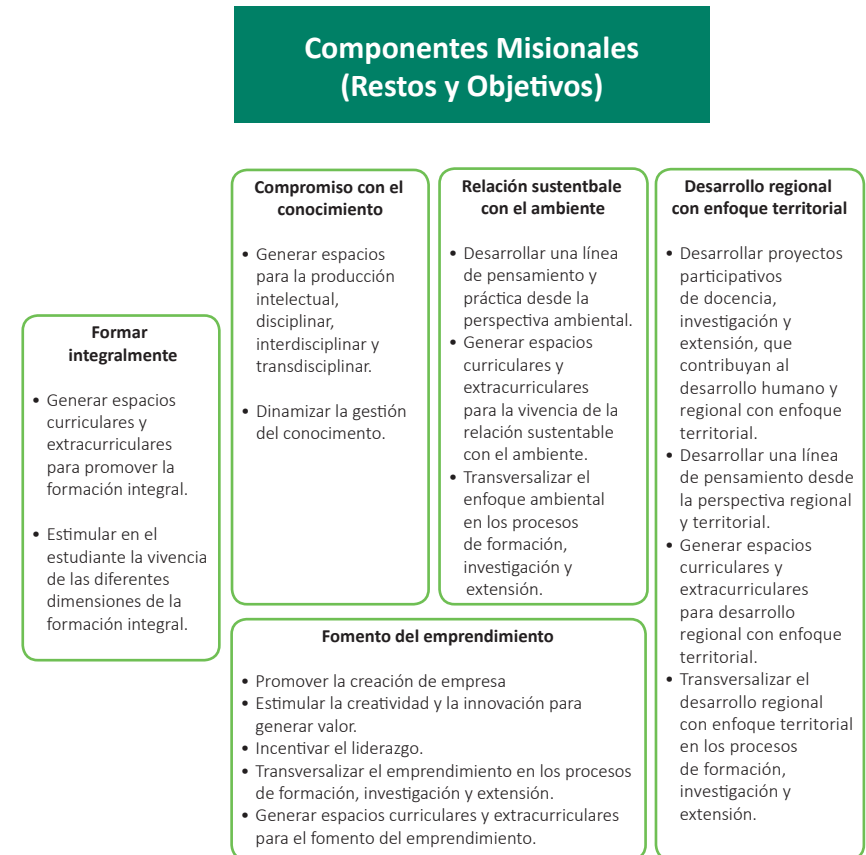 Componentes Misionales
(Restos y Objetivos)
Formar
integralmente
• Generar espacios
curriculares y
extracurriculares
para promover la
formación integral.
• Estimular en el
estudiante la vivencia
de las diferentes
dimensiones de la
formación integral.
Compromiso con el
conocimiento
• Generar espacios
para la producción
intelectual,
disciplinar,
interdisciplinar y
transdisciplinar.
• Dinamizar la gestión
del conocimento.
Relación sustentbale
con el ambiente
• Desarrollar una línea
de pensamiento y
práctica desde la
perspectiva ambiental.
• Generar espacios
curriculares y
extracurriculares
para la vivencia de la
relación sustentable
con el ambiente.
• Transversalizar el
enfoque ambiental
en los procesos
de formación,
investigación y
extensión.
Desarrollo regional
con enfoque territorial
• Desarrollar proyectos
participativos
de docencia,
investigación y
extensión, que
contribuyan al
desarrollo humano y
regional con enfoque
territorial.
• Desarrollar una línea
de pensamiento desde
la perspectiva regional
y territorial.
• Generar espacios
curriculares y
extracurriculares
para desarrollo
regional con enfoque
territorial.
• Transversalizar el
desarrollo regional
con enfoque territorial
en los procesos
de formación,
investigación y
extensión.
Fomento del emprendimiento
• Promover la creación de empresa
• Estimular la creatividad y la innovación para
generar valor.
• Incentivar el liderazgo.
• Transversalizar el emprendimiento en los procesos
de formación, investigación y extensión.
• Generar espacios curriculares y extracurriculares
para el fomento del emprendimiento.